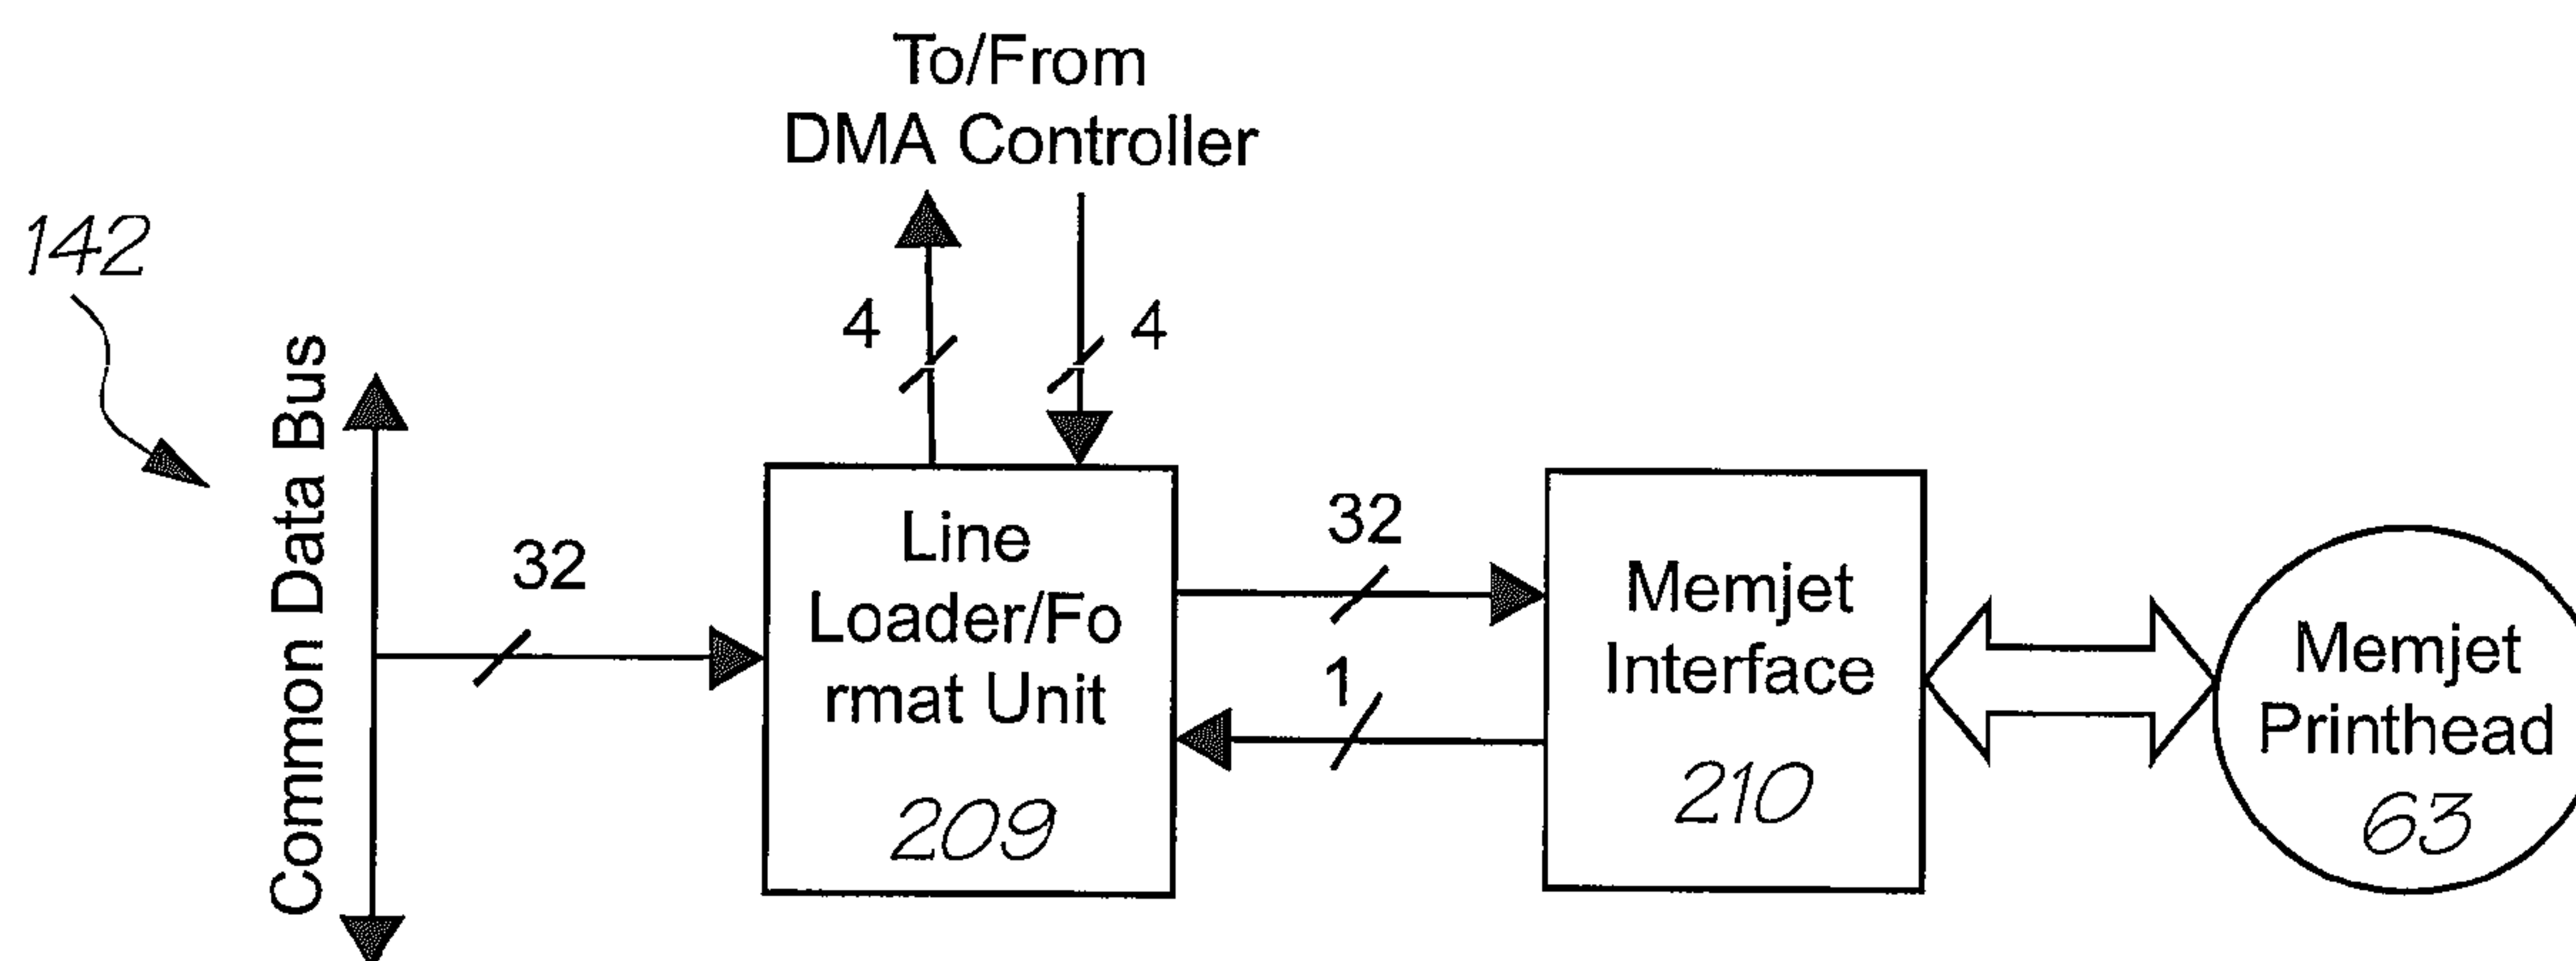 To/From
DMA Controller
142
4
4
Common Data Bus
32
Line
Loader/Fo
rmat Unit
209
32
1
Memjet
Interface
210
Memjet
Printhead
63